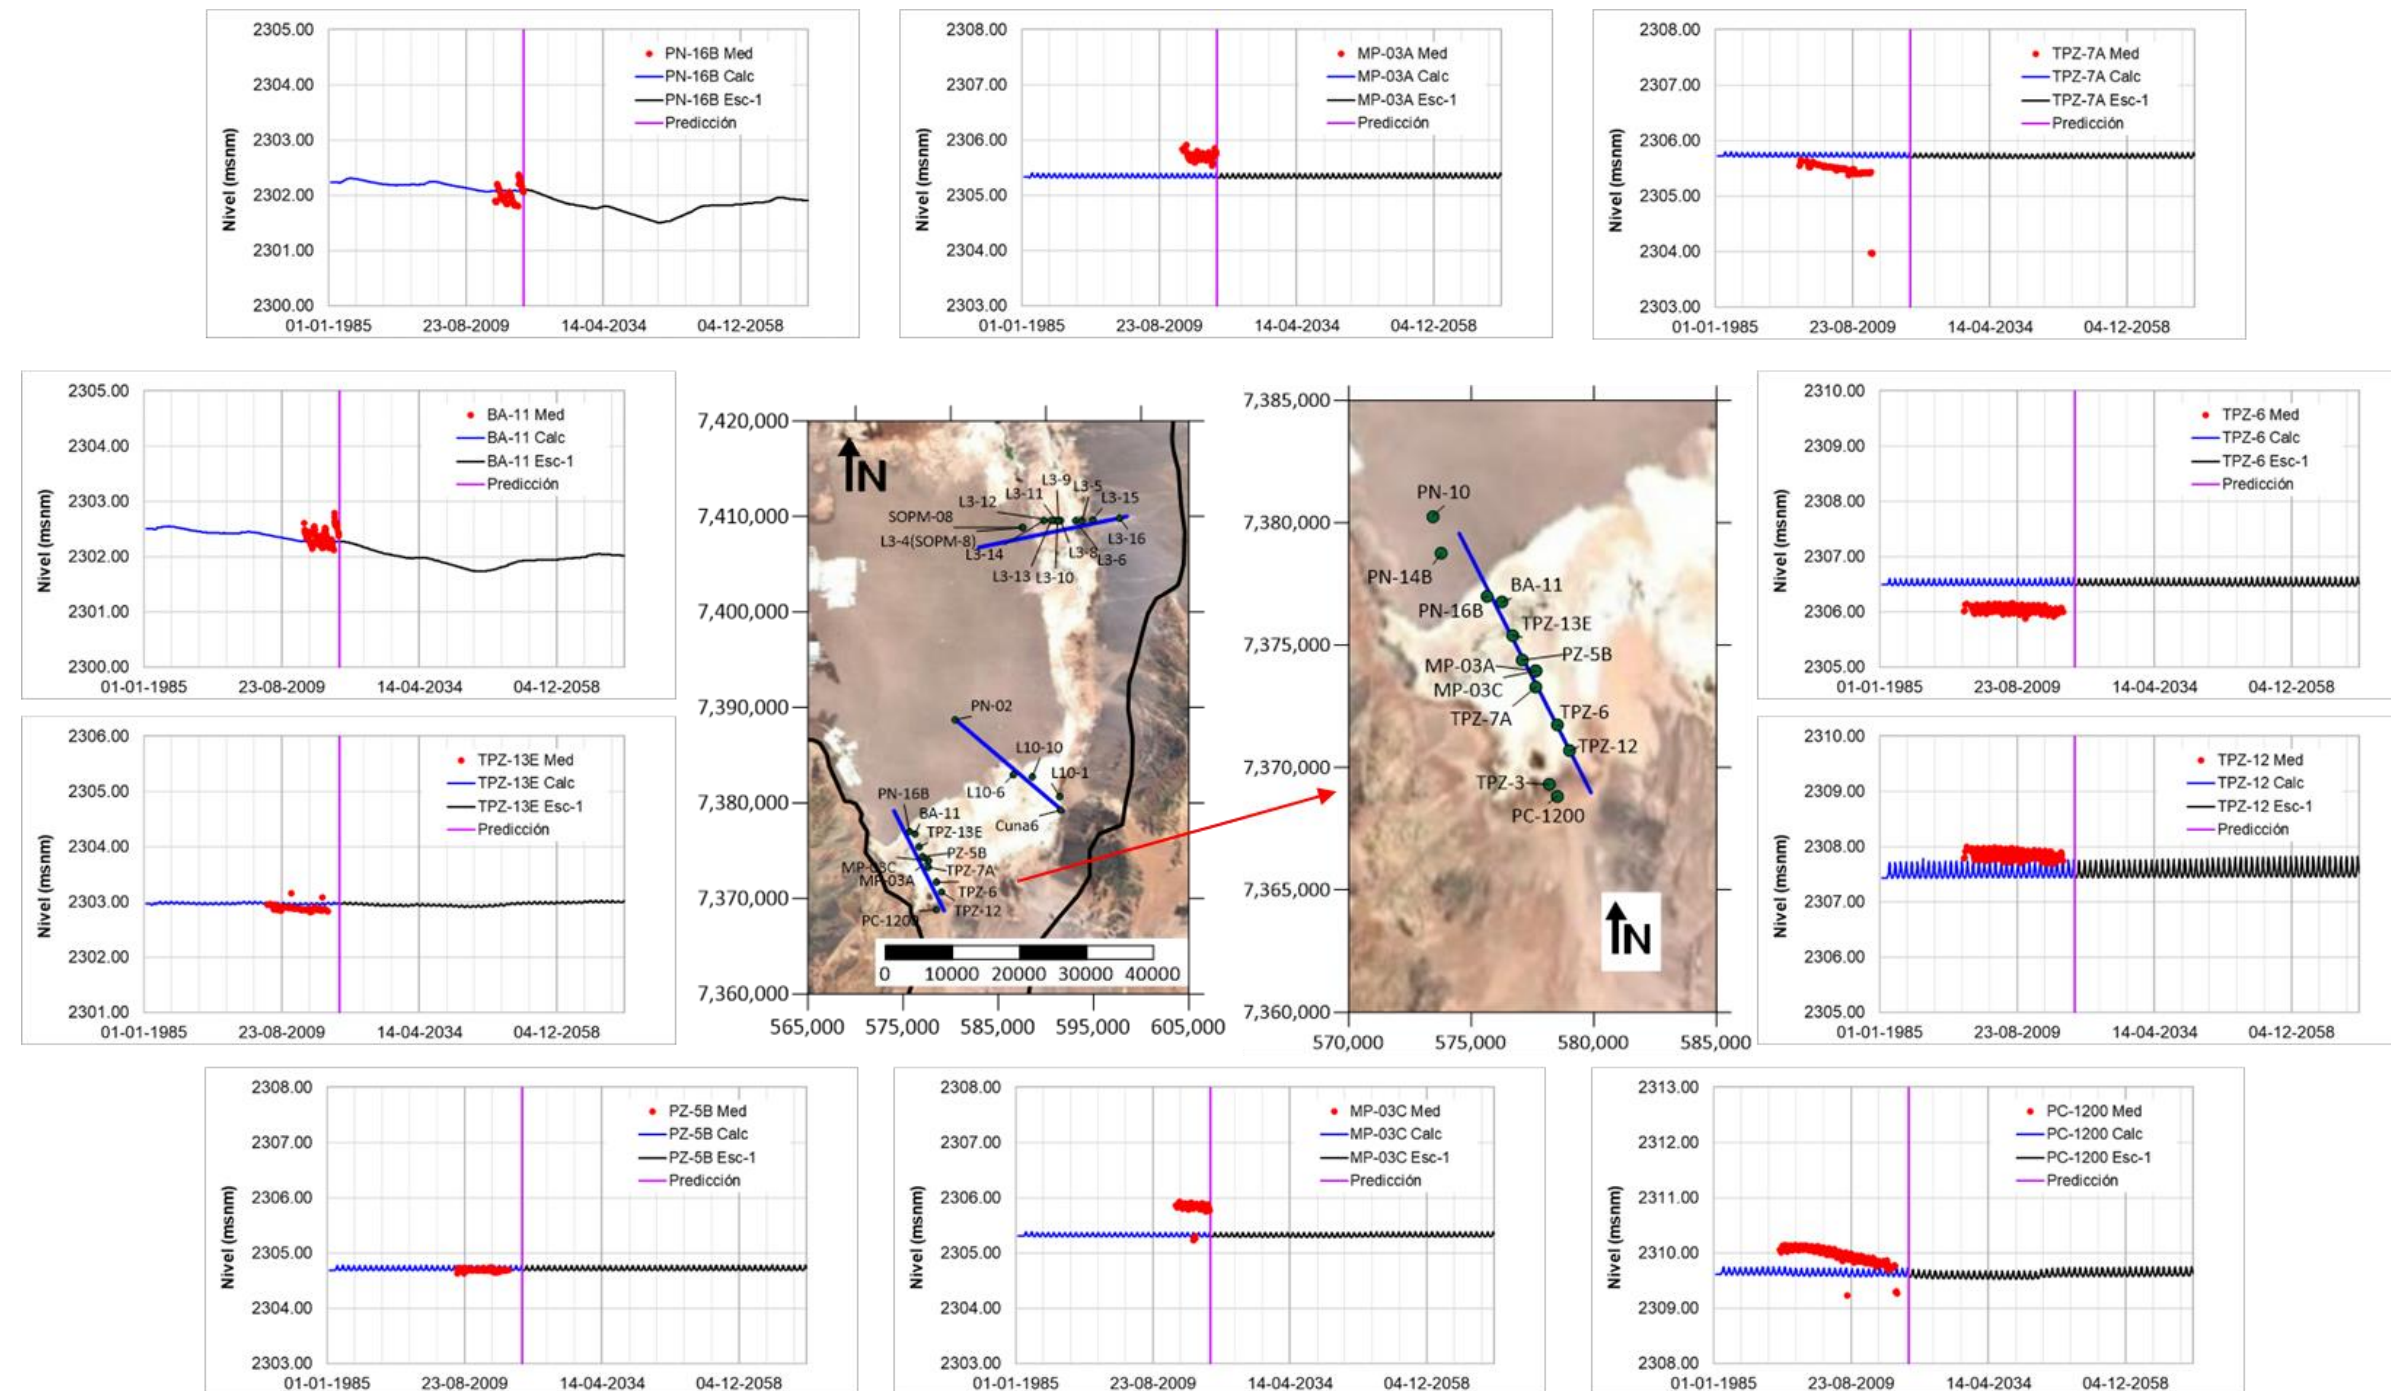 2305.00
2304.00
2303.00
2302.00
2301.00
2300.00
Nivel (msnm)
PN-16B Med
PN-16B Calc
PN-16B Esc-1
Predicción
01-01-1985 23-08-2009 14-04-2034 04-12-2058
2308.00
2307.00
2306.00
2305.00
2304.00
2303.00
Nivel (msnm)
MP-03A Med
MP-03A Calc
MP-03A Esc-1
Predicción
01-01-1985 23-08-2009 14-04-2034 04-12-2058
2308.00
2307.00
2306.00
2305.00
2304.00
2303.00
Nivel (msnm)
TPZ-7A Med
TPZ-7A Calc
TPZ-7A Esc-1
Predicción
01-01-1985 23-08-2009 14-04-2034 04-12-2058
2305.00
2304.00
2303.00
2302.00
2301.00
2300.00
Nivel (msnm)
BA-11 Med
BA-11 Calc
BA-11 Esc-1
Predicción
01-01-1985 23-08-2009 14-04-2034 04-12-2058
2306.00
2305.00
2304.00
2303.00
2302.00
2301.00
Nivel (msnm)
TPZ-13E Med
TPZ-13E Calc
TPZ-13E Esc-1
Predicción
01-01-1985 23-08-2009 14-04-2034 04-12-2058
7,420,000
7,410,000
7,400,000
7,390,000
7,380,000
7,370,000
7,360,000
N
L3-9
L3-11
L3-5
L3-12
L3-15
SOPM-08
L3-4(SOPM-8)
L3-14
L3-16
L3-8
L3-6
L3-13
L3-10
PN-02
L10-10
L10-1
L10-6
Cuna6
PN-16B
BA-11
TPZ-13E
PZ-5B
MP-03C
TPZ-7A
MP-03A
TPZ-6
TPZ-12
PC-1200
0 10000 20000 30000 40000
565,000 575,000 585,000 595,000 605,000
7,385,000
7,380,000
7,375,000
7,370,000
7,365,000
7,360,000
PN-10
PN-14B
BA-11
PN-16B
TPZ-13E
PZ-5B
MP-03A
MP-03C
TPZ-7A
TPZ-6
TPZ-12
TPZ-3
PC-1200
N
570,000 575,000 580,000 585,000
2310.00
2309.00
2308.00
2307.00
2306.00
2305.00
Nivel (msnm)
TPZ-6 Med
TPZ-6 Calc
TPZ-6 Esc-1
Predicción
01-01-1985 23-08-2009 14-04-2034 04-12-2058
2310.00
2309.00
2308.00
2307.00
2306.00
2305.00
Nivel (msnm)
TPZ-12 Med
TPZ-12 Calc
TPZ-12 Esc-1
Predicción
01-01-1985 23-08-2009 14-04-2034 04-12-2058
2308.00
2307.00
2306.00
2305.00
2304.00
2303.00
Nivel (msnm)
PZ-5B Med
PZ-5B Calc
PZ-5B Esc-1
Predicción
01-01-1985 23-08-2009 14-04-2034 04-12-2058
2308.00
2307.00
2306.00
2305.00
2304.00
2303.00
Nivel (msnm)
MP-03C Med
MP-03C Calc
MP-03C Esc-1
Predicción
01-01-1985 23-08-2009 14-04-2034 04-12-2058
2313.00
2312.00
2311.00
2310.00
2309.00
2308.00
Nivel (msnm)
PC-1200 Med
PC-1200 Calc
PC-1200 Esc-1
Predicción
01-01-1985 23-08-2009 14-04-2034 04-12-2058